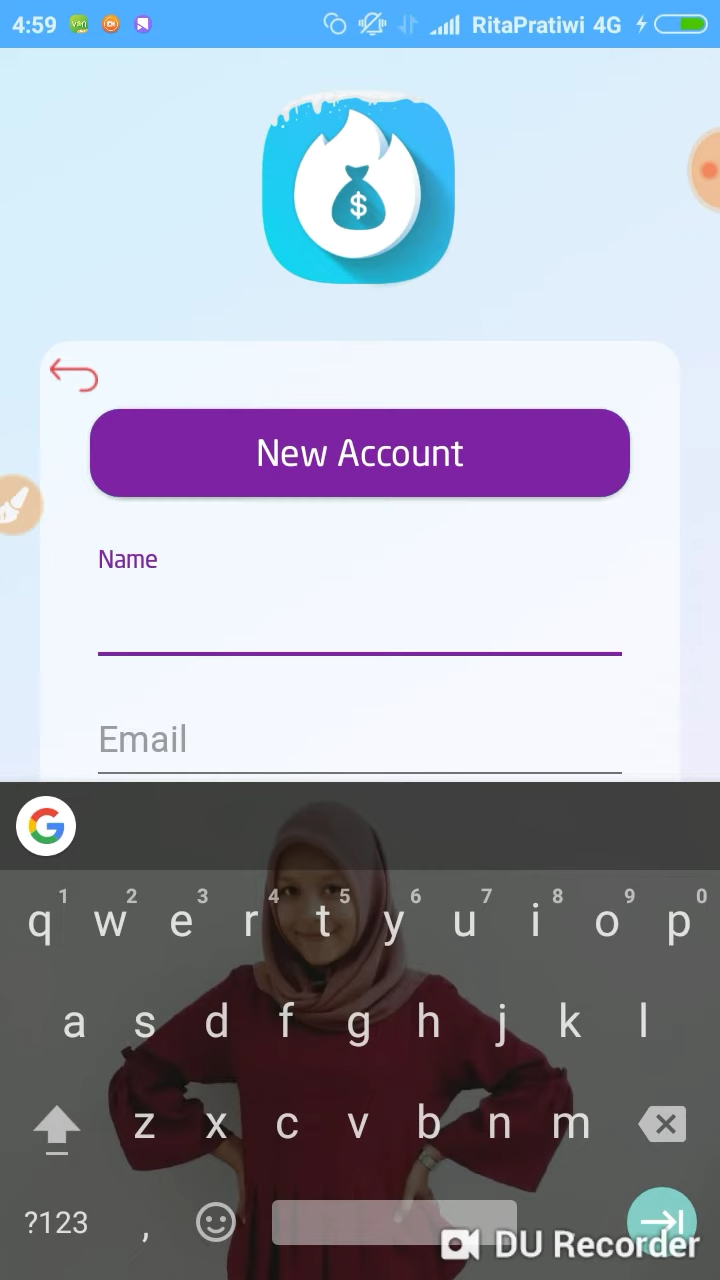 4:59 VPN RitaPratiwi 4G
$
New Account
Name
Email
G
1 2 3 4 5 6 7 8 9 0
q w e r t y u i o p
a s d f g h j k l
z x c v b n m
?123 ,
DU Recorder